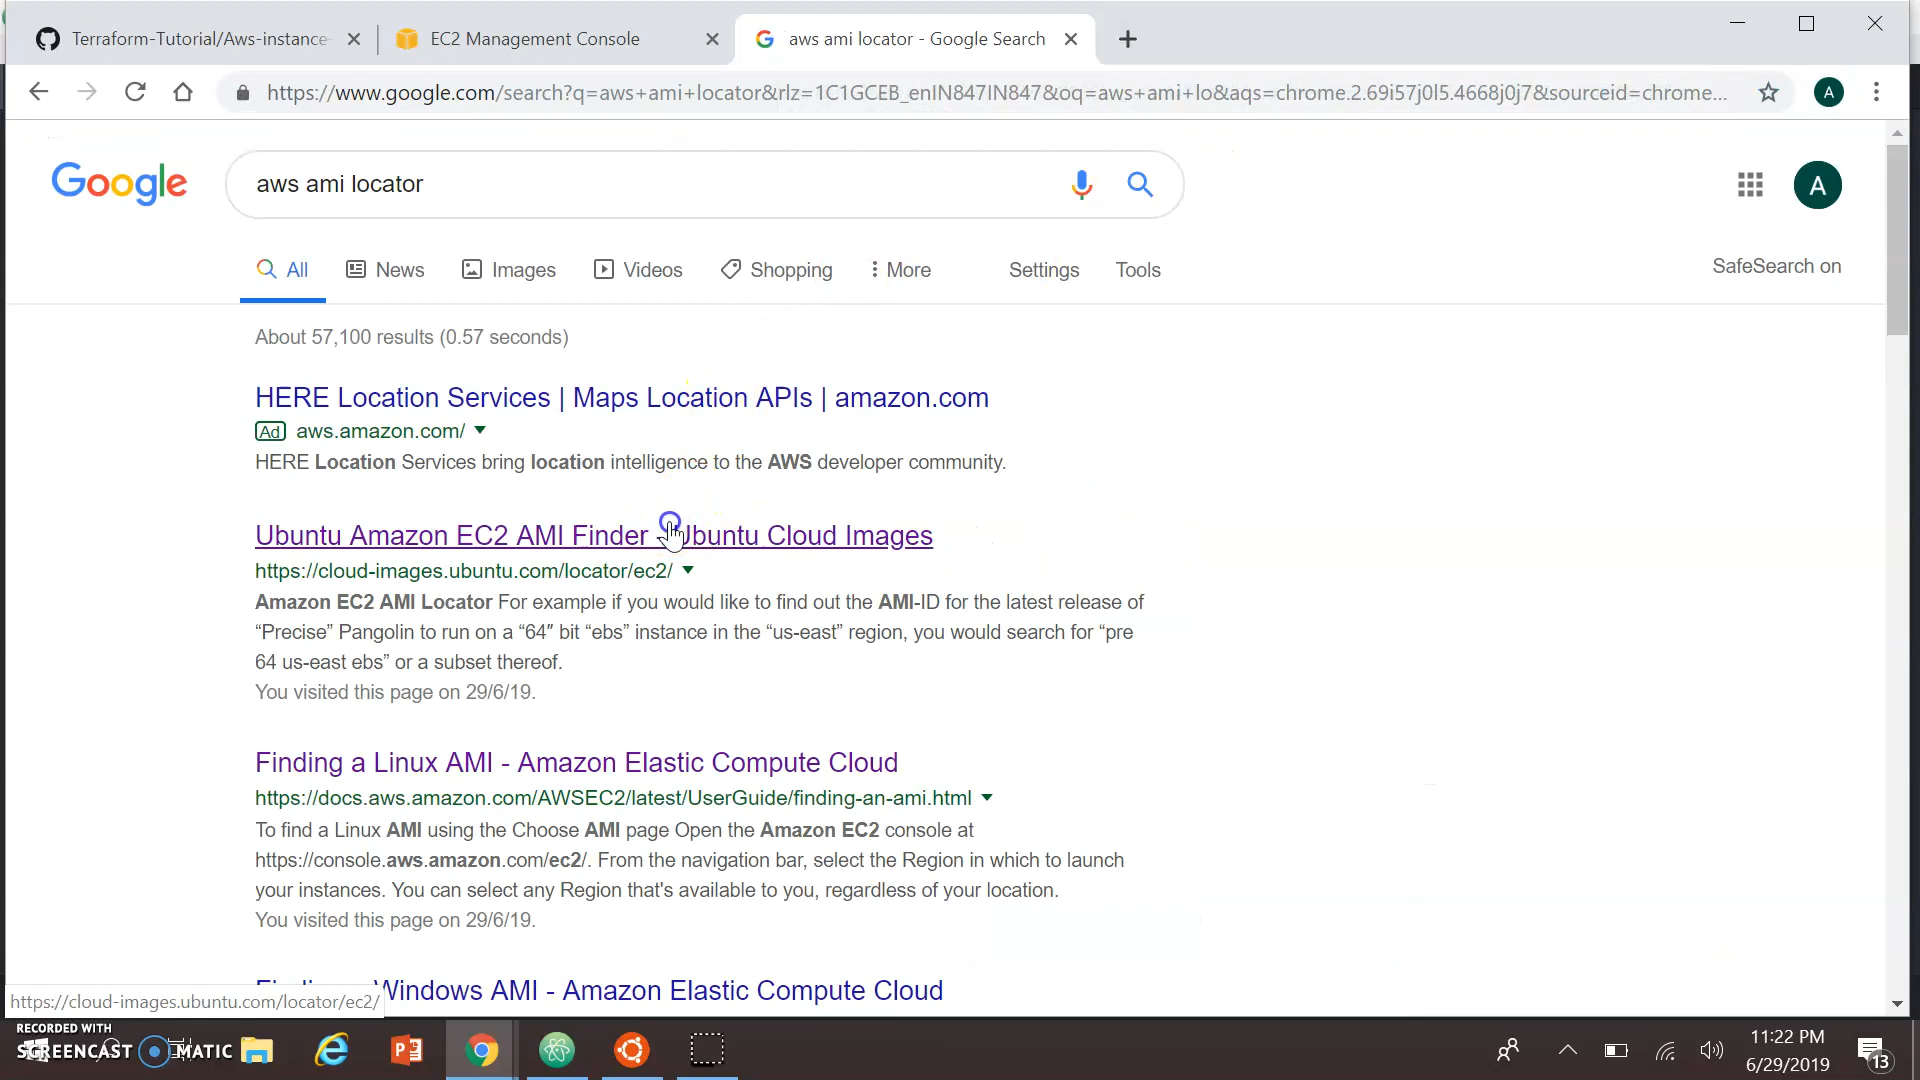 Terraform-Tutorial/Aws-instance-
EC2 Management Console
aws ami locator - Google Search
https://www.google.com/search?q=aws+ami+locator&rlz=1C1GCEB_enIN847IN847&oq=aws+ami+lo&aqs=chrome.2.69i57j0l5.4668j0j7&sourceid=chrome...
A
Google
aws ami locator
A
All
News
Images
Videos
Shopping
More
Settings
Tools
SafeSearch on
About 57,100 results (0.57 seconds)
HERE Location Services | Maps Location APIs | amazon.com
Ad aws.amazon.com/
HERE Location Services bring location intelligence to the AWS developer community.
Ubuntu Amazon EC2 AMI Finder - Ubuntu Cloud Images
https://cloud-images.ubuntu.com/locator/ec2/
Amazon EC2 AMI Locator For example if you would like to find out the AMI-ID for the latest release of
“Precise” Pangolin to run on a “64″ bit “ebs” instance in the “us-east” region, you would search for “pre
64 us-east ebs” or a subset thereof.
You visited this page on 29/6/19.
Finding a Linux AMI - Amazon Elastic Compute Cloud
https://docs.aws.amazon.com/AWSEC2/latest/UserGuide/finding-an-ami.html
To find a Linux AMI using the Choose AMI page Open the Amazon EC2 console at
https://console.aws.amazon.com/ec2/. From the navigation bar, select the Region in which to launch
your instances. You can select any Region that's available to you, regardless of your location.
You visited this page on 29/6/19.
Windows AMI - Amazon Elastic Compute Cloud
https://cloud-images.ubuntu.com/locator/ec2/
RECORDED WITH
SCREENCAST MATIC
11:22 PM
6/29/2019
13